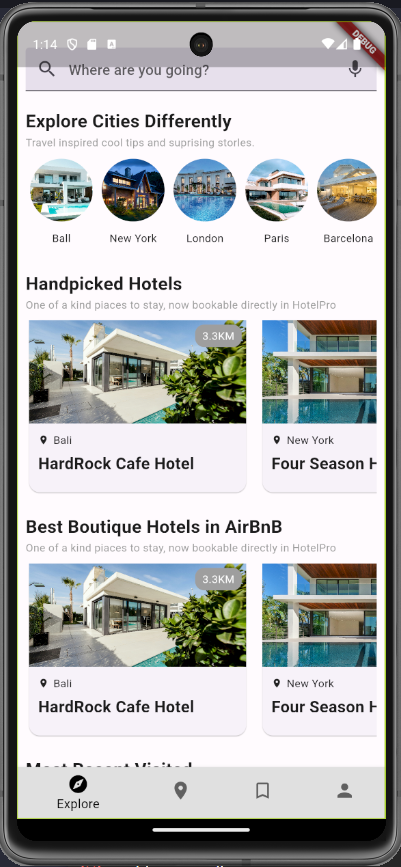 1:14
DEBUG
Where are you going?
Explore Cities Differently
Travel inspired cool tips and suprising stories.
Ball New York London Paris Barcelona
Handpicked Hotels
One of a kind places to stay, now bookable directly in HotelPro
3.3KM
Bali New York
HardRock Cafe Hotel Four Season H
Best Boutique Hotels in AirBnB
One of a kind places to stay, now bookable directly in HotelPro
3.3KM
Bali New York
HardRock Cafe Hotel Four Season H
Most Recent Visited
Explore